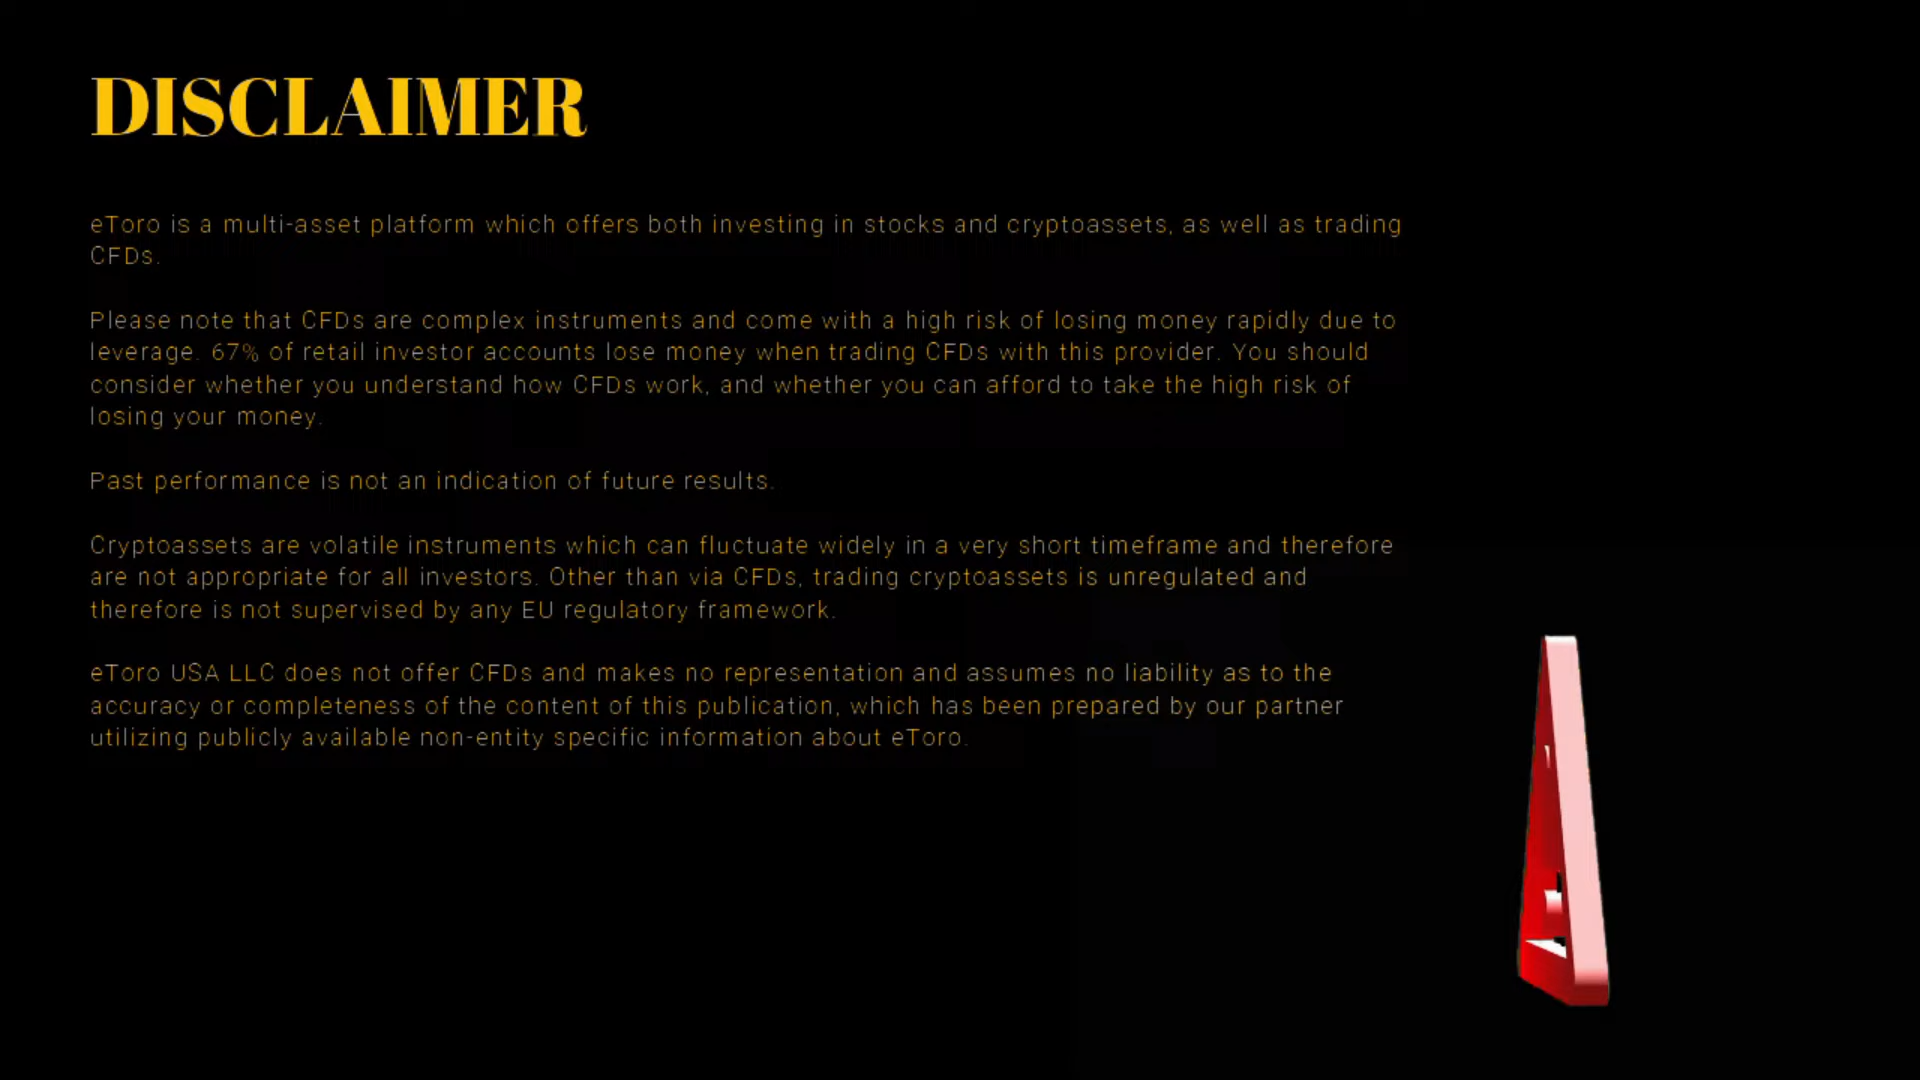 DISCLAIMER
eToro is a multi-asset platform which offers both investing in stocks and cryptoassets, as well as trading
CFDs.
Please note that CFDs are complex instruments and come with a high risk of losing money rapidly due to
leverage. 67% of retail investor accounts lose money when trading CFDs with this provider. You should
consider whether you understand how CFDs work, and whether you can afford to take the high risk of
losing your money.
Past performance is not an indication of future results.
Cryptoassets are volatile instruments which can fluctuate widely in a very short timeframe and therefore
are not appropriate for all investors. Other than via CFDs, trading cryptoassets is unregulated and
therefore is not supervised by any EU regulatory framework.
eToro USA LLC does not offer CFDs and makes no representation and assumes no liability as to the
accuracy or completeness of the content of this publication, which has been prepared by our partner
utilizing publicly available non-entity specific information about eToro.